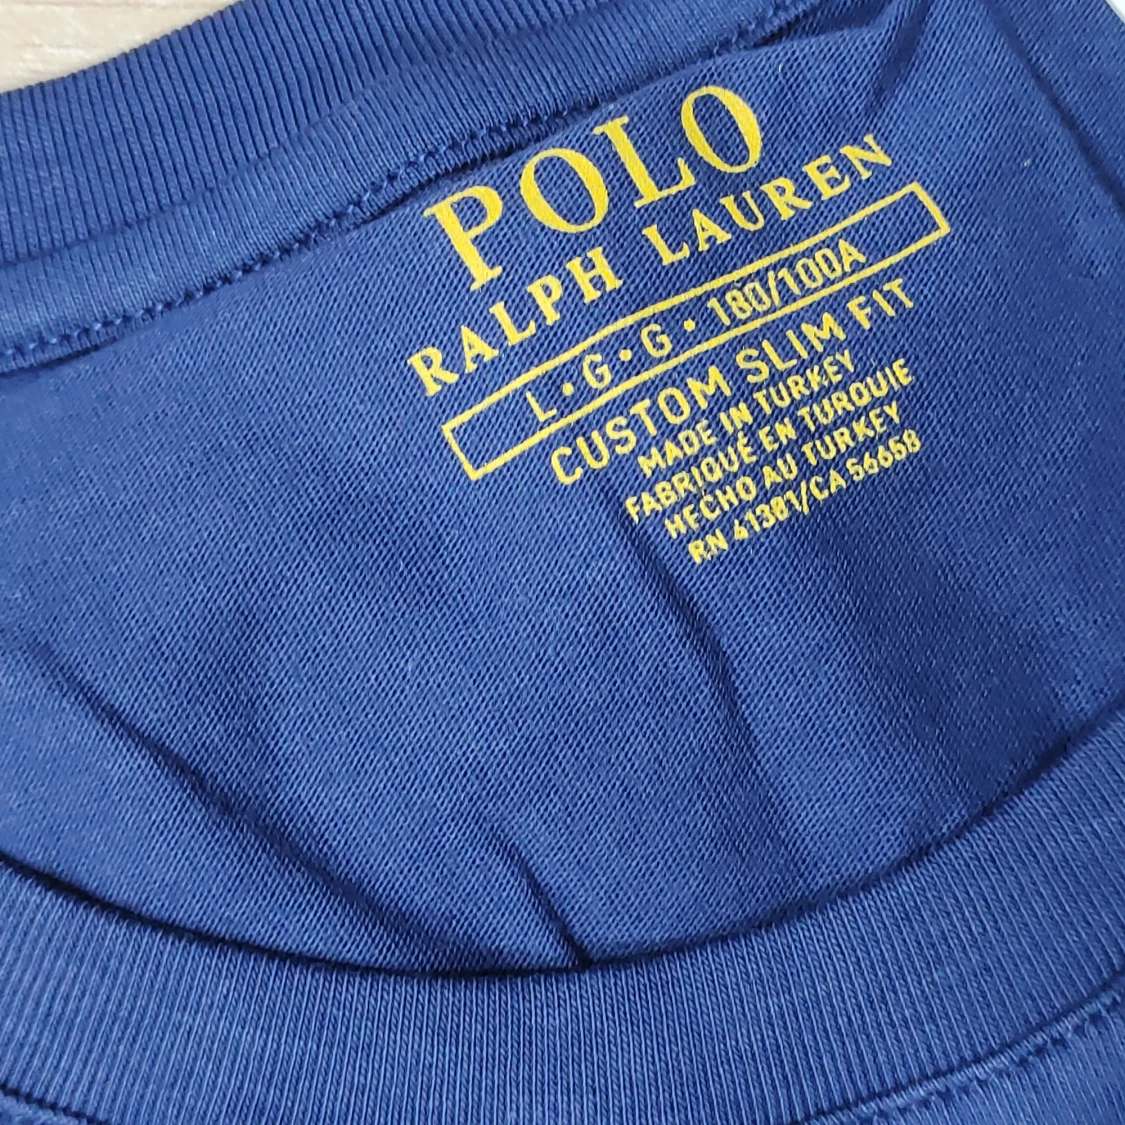 POLO
RALPH LAUREN
L • G • G • 180/100A
CUSTOM SLIM FIT
MADE IN TURKEY
FABRIQUÉ EN TURQUIE
HECHO AU TURKEY
RN 41381/CA 56658